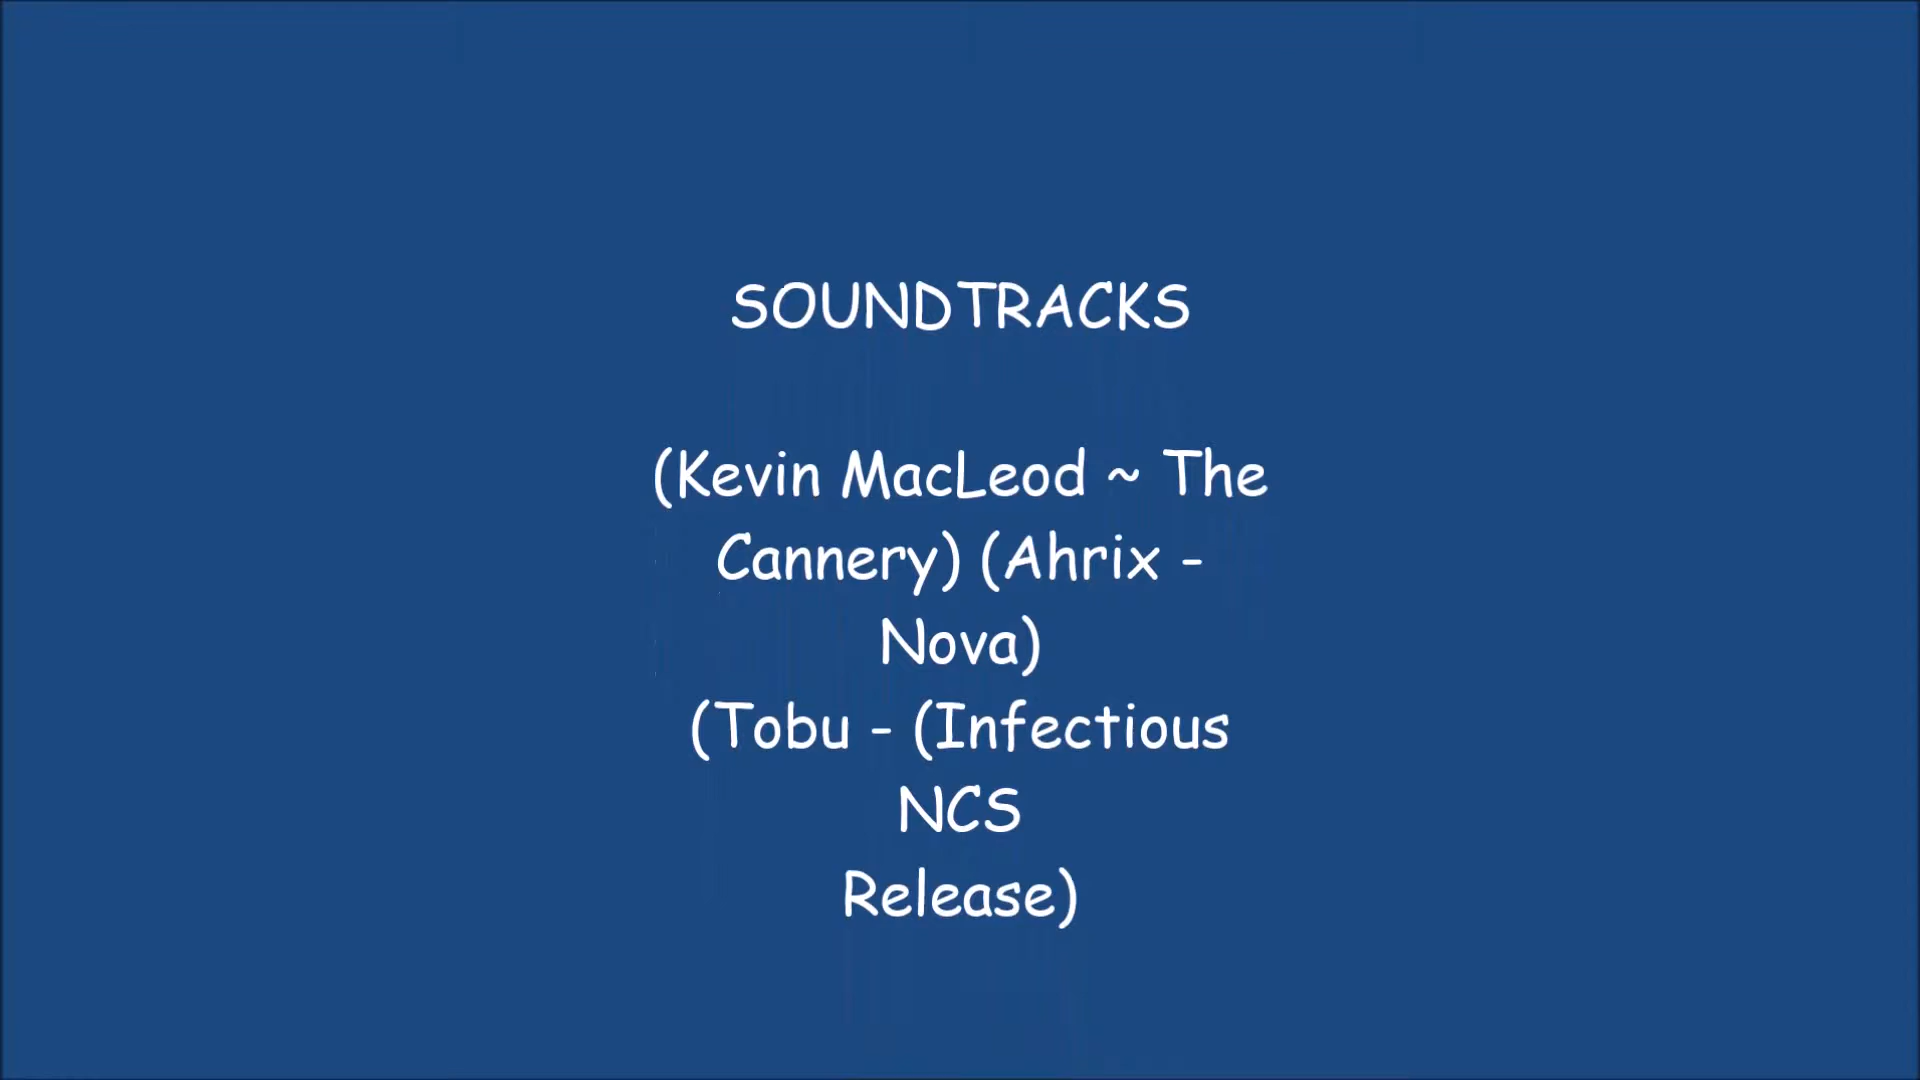 SOUNDTRACKS
(Kevin MacLeod ~ The
Cannery) (Ahrix -
Nova)
(Tobu - (Infectious
NCS
Release)